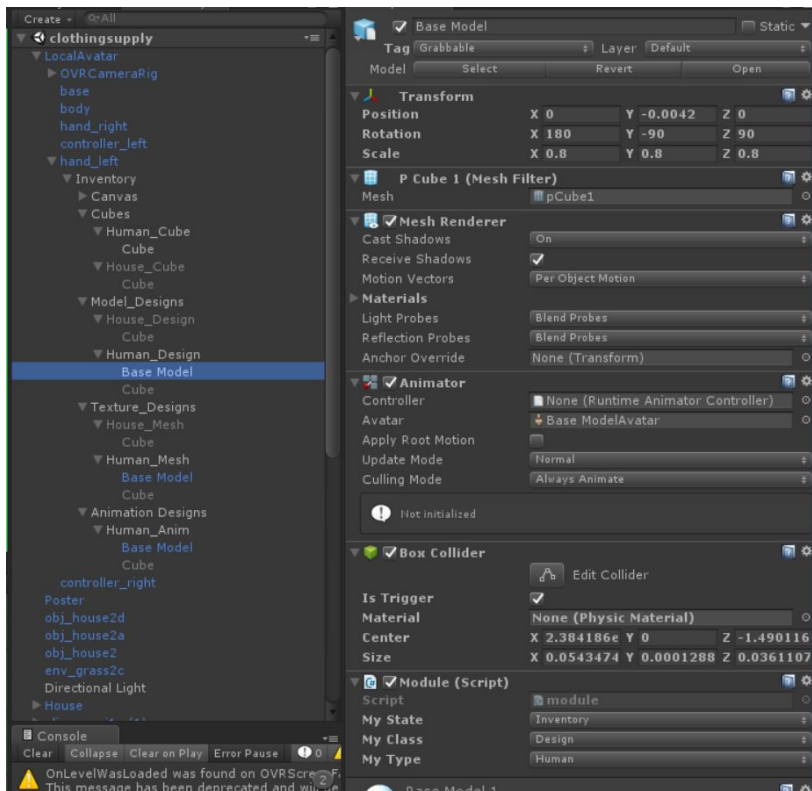 Create
All
clothingsupply
LocalAvatar
OVRCameraRig
base
body
hand_right
controller_left
hand_left
Inventory
Canvas
Cubes
Human_Cube
Cube
House_Cube
Cube
Model_Designs
House_Design
Cube
Human_Design
Base Model
Cube
Texture_Designs
House_Mesh
Cube
Human_Mesh
Base Model
Cube
Animation Designs
Human_Anim
Base Model
Cube
controller_right
Poster
obj_house2d
obj_house2a
obj_house2
env_grass2c
Directional Light
House
Console
Clear Collapse Clear on Play Error Pause 0
OnLevelWasLoaded was found on 2
This message has been deprecated and
Base Model Static
Tag Grabbable Layer Default
Model Select Revert Open
Transform
Position X 0 Y -0.0042 Z 0
Rotation X 180 Y -90 Z 90
Scale X 0.8 Y 0.8 Z 0.8
P Cube 1 (Mesh Filter)
Mesh pCube1
Mesh Renderer
Cast Shadows On
Receive Shadows
Motion Vectors Per Object Motion
Materials
Light Probes Blend Probes
Reflection Probes Blend Probes
Anchor Override None (Transform)
Animator
Controller None (Runtime Animator Controller)
Avatar Base ModelAvatar
Apply Root Motion
Update Mode Normal
Culling Mode Always Animate
Not initialized
Box Collider
Edit Collider
Is Trigger
Material None (Physic Material)
Center X 2.384186e Y 0 Z -1.490116
Size X 0.0543474 Y 0.0001288 Z 0.0361107
Module (Script)
Script module
My State Inventory
My Class Design
My Type Human
Base Model 1